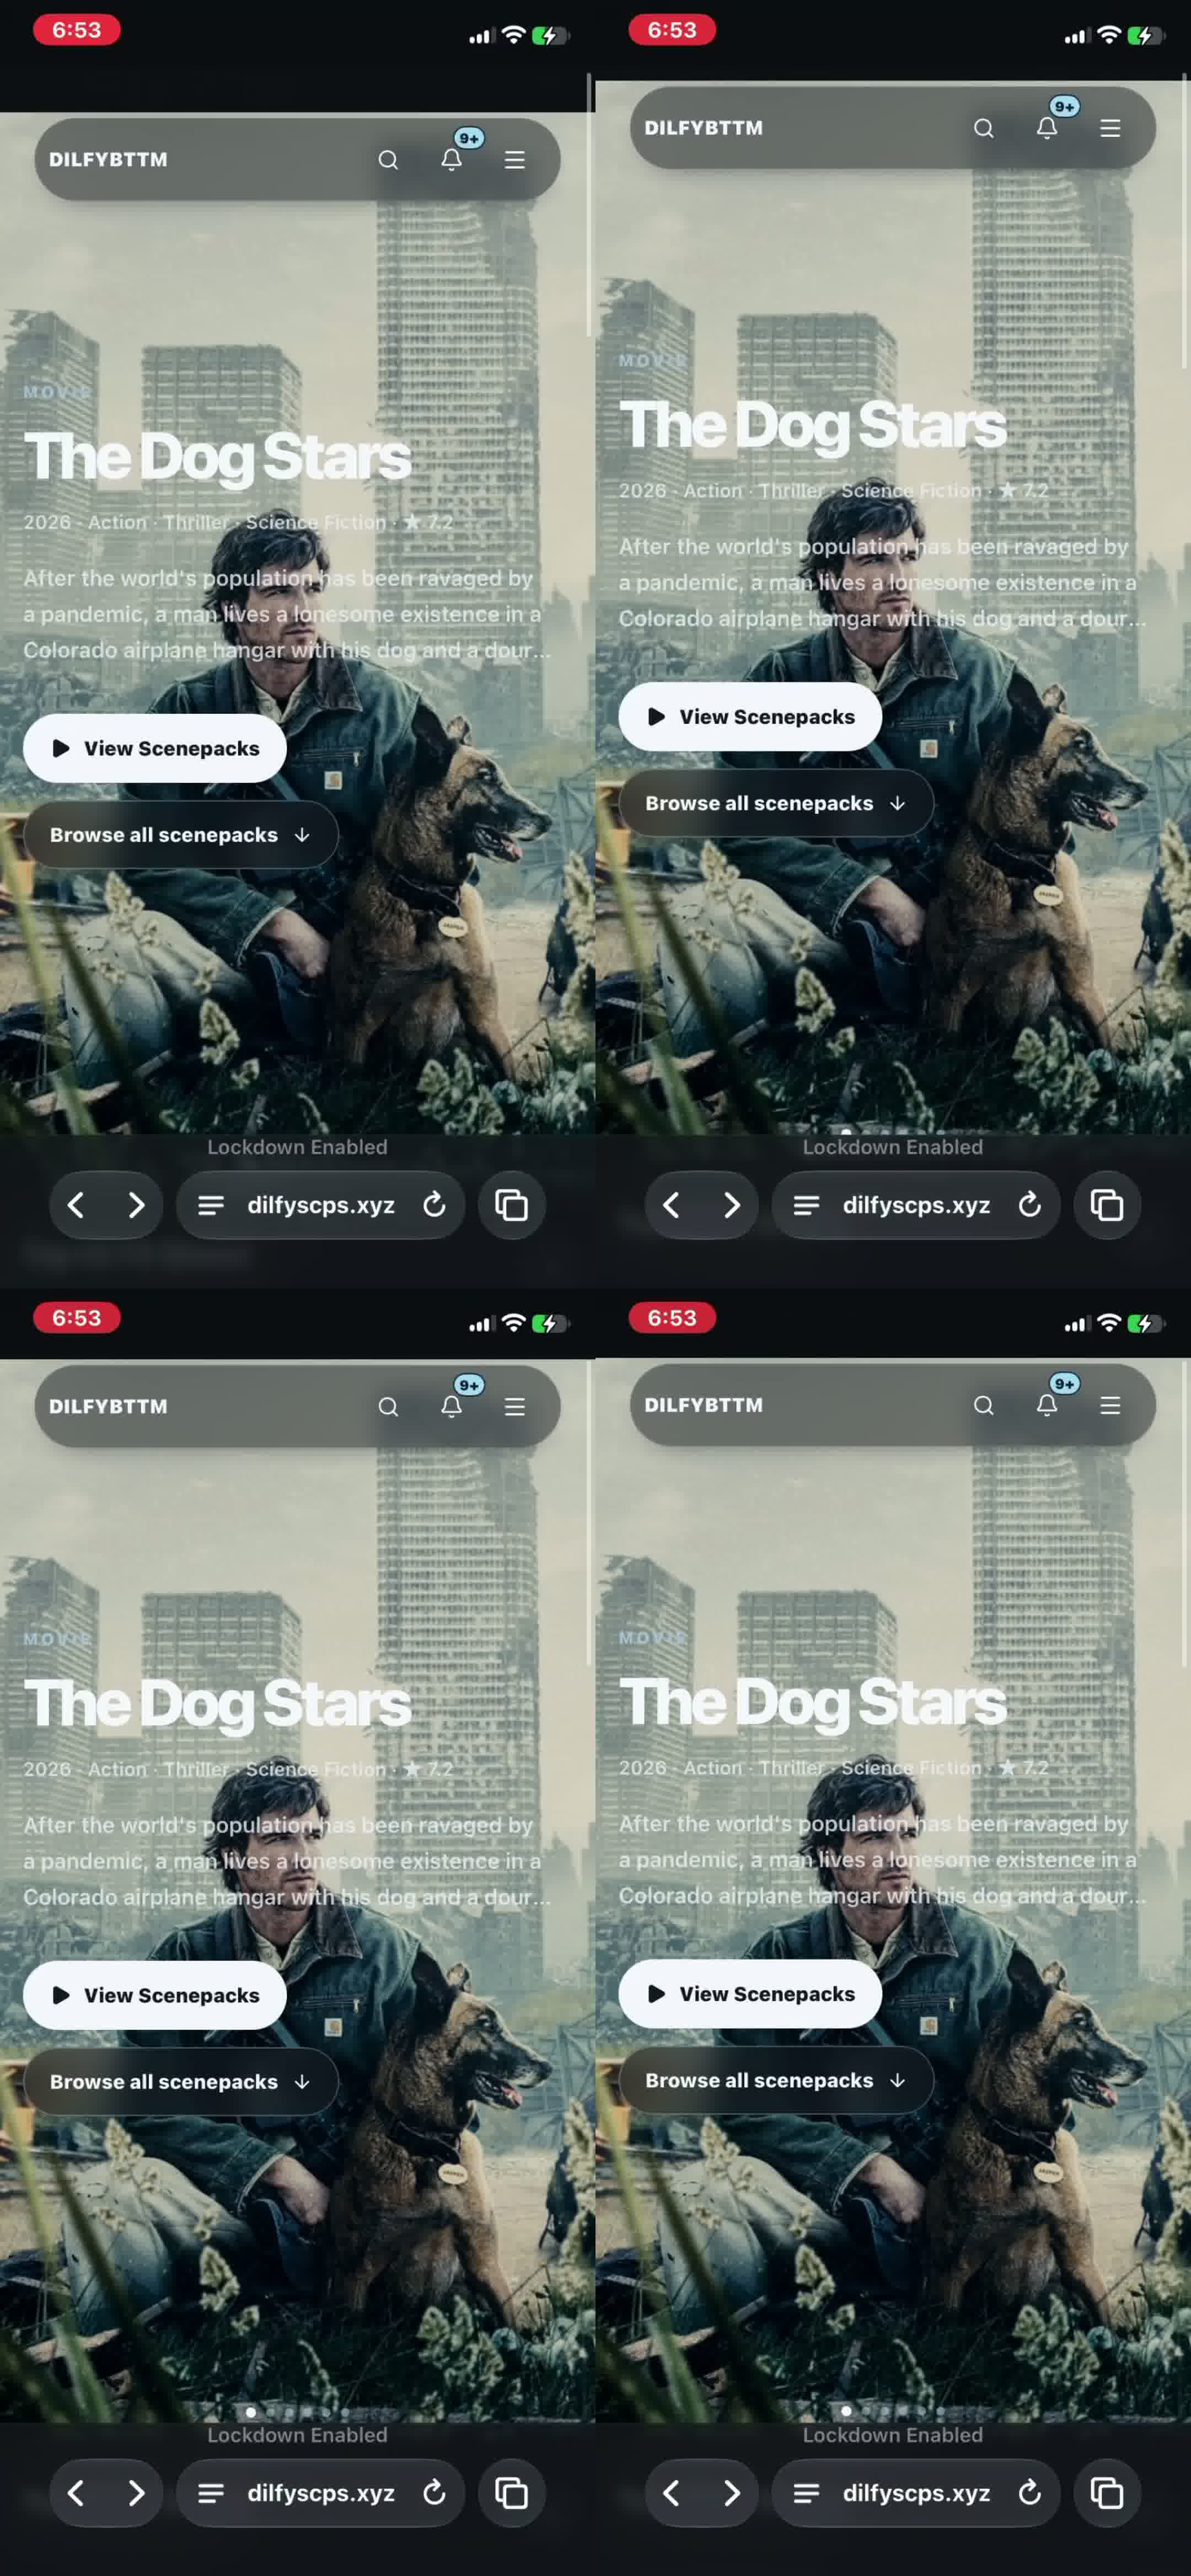 6:53
9+
DILFYBTTM
MOVIE
The Dog Stars
2026 · Action · Thriller · Science Fiction · ★ 7.2
After the world's population has been ravaged by
a pandemic, a man lives a lonesome existence in a
Colorado airplane hangar with his dog and a dour...
View Scenepacks
Browse all scenepacks ↓
Lockdown Enabled
dilfyscps.xyz
6:53
9+
DILFYBTTM
MOVIE
The Dog Stars
2026 · Action · Thriller · Science Fiction · ★ 7.2
After the world's population has been ravaged by
a pandemic, a man lives a lonesome existence in a
Colorado airplane hangar with his dog and a dour...
View Scenepacks
Browse all scenepacks ↓
Lockdown Enabled
dilfyscps.xyz
6:53
9+
DILFYBTTM
MOVIE
The Dog Stars
2026 · Action · Thriller · Science Fiction · ★ 7.2
After the world's population has been ravaged by
a pandemic, a man lives a lonesome existence in a
Colorado airplane hangar with his dog and a dour...
View Scenepacks
Browse all scenepacks ↓
Lockdown Enabled
dilfyscps.xyz
6:53
9+
DILFYBTTM
MOVIE
The Dog Stars
2026 · Action · Thriller · Science Fiction · ★ 7.2
After the world's population has been ravaged by
a pandemic, a man lives a lonesome existence in a
Colorado airplane hangar with his dog and a dour...
View Scenepacks
Browse all scenepacks ↓
Lockdown Enabled
dilfyscps.xyz